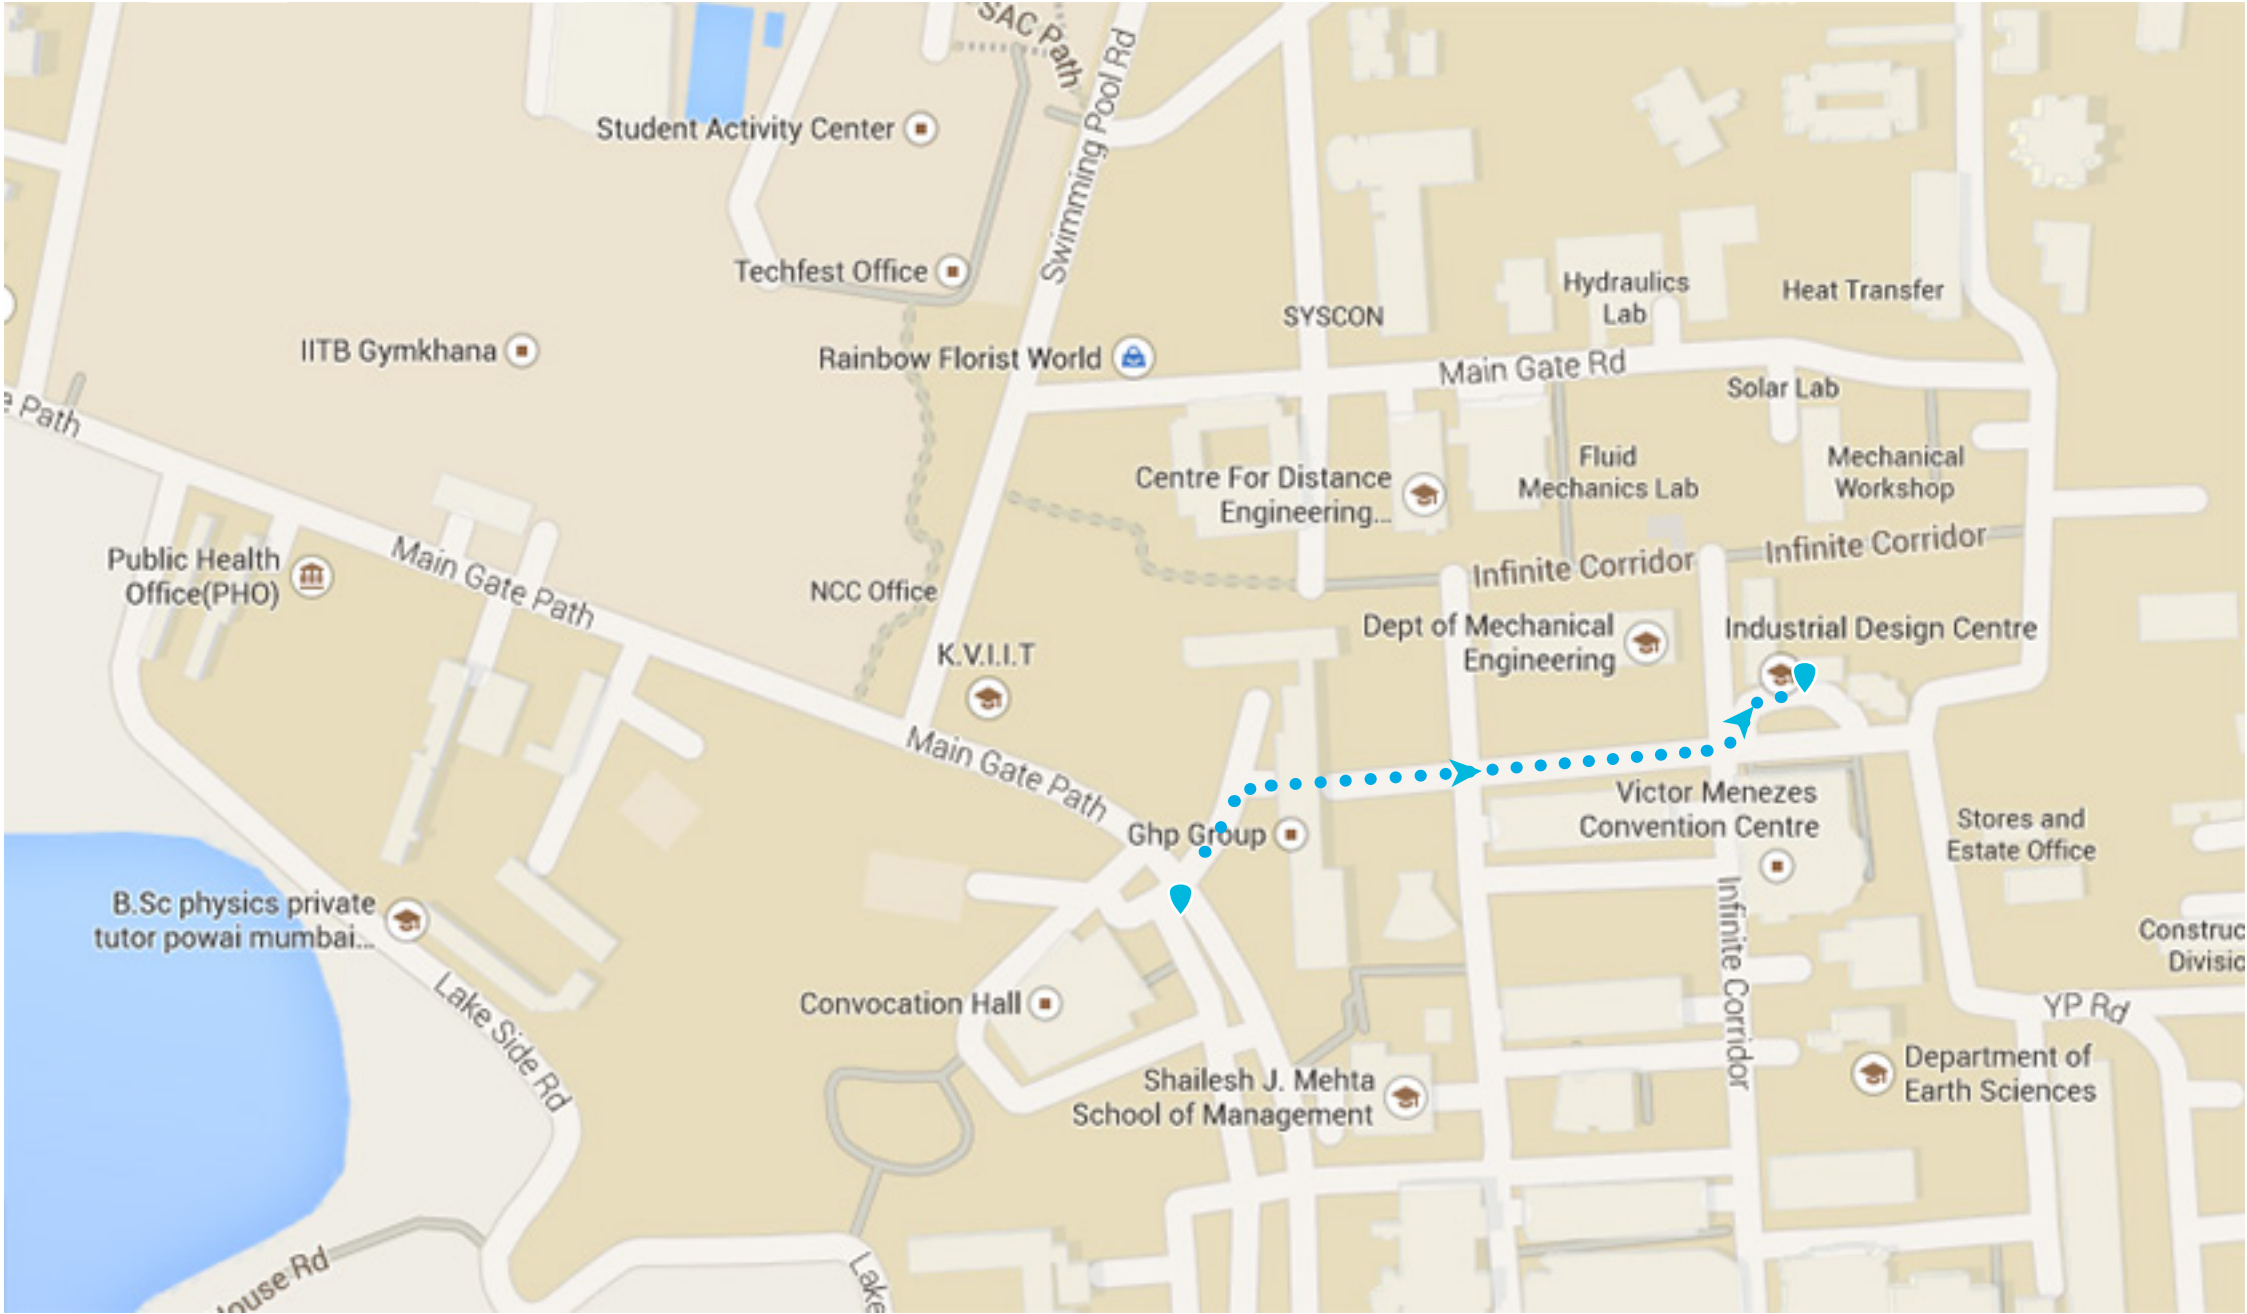 SAC Path
Swimming Pool Rd
Student Activity Center
Techfest Office
IITB Gymkhana
Rainbow Florist World
SYSCON
Hydraulics
Lab
Heat Transfer
Main Gate Rd
Solar Lab
e Path
Centre For Distance
Engineering...
Fluid
Mechanics Lab
Mechanical
Workshop
Public Health
Office(PHO)
Main Gate Path
NCC Office
Infinite Corridor
Infinite Corridor
K.V.I.I.T
Dept of Mechanical
Engineering
Industrial Design Centre
Main Gate Path
Ghp Group
Victor Menezes
Convention Centre
Stores and
Estate Office
B.Sc physics private
tutor powai mumbai...
Infinite Corridor
Construc
Divisio
Lake Side Rd
Convocation Hall
YP Rd
Shailesh J. Mehta
School of Management
Department of
Earth Sciences
House Rd
Lake